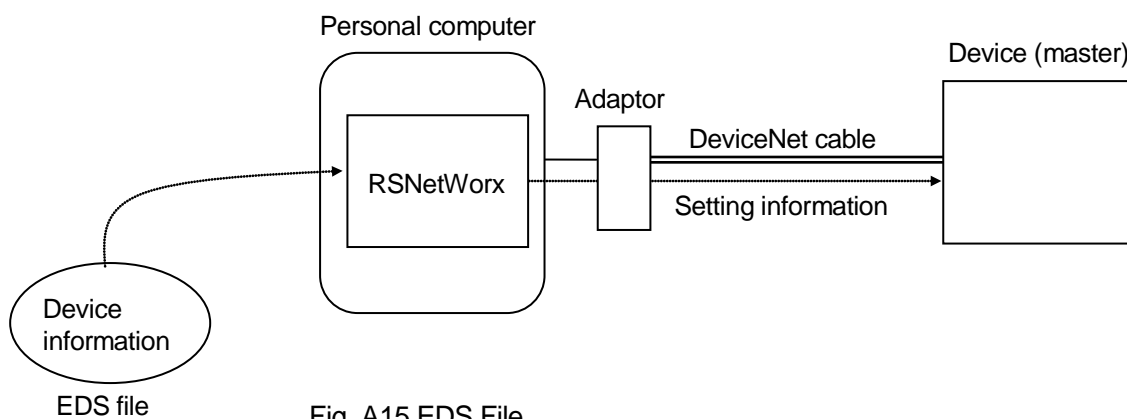 Personal computer
Device (master)
Adaptor
DeviceNet cable
RSNetWorx
Setting information
Device
information
EDS file
Fig. A15 EDS File